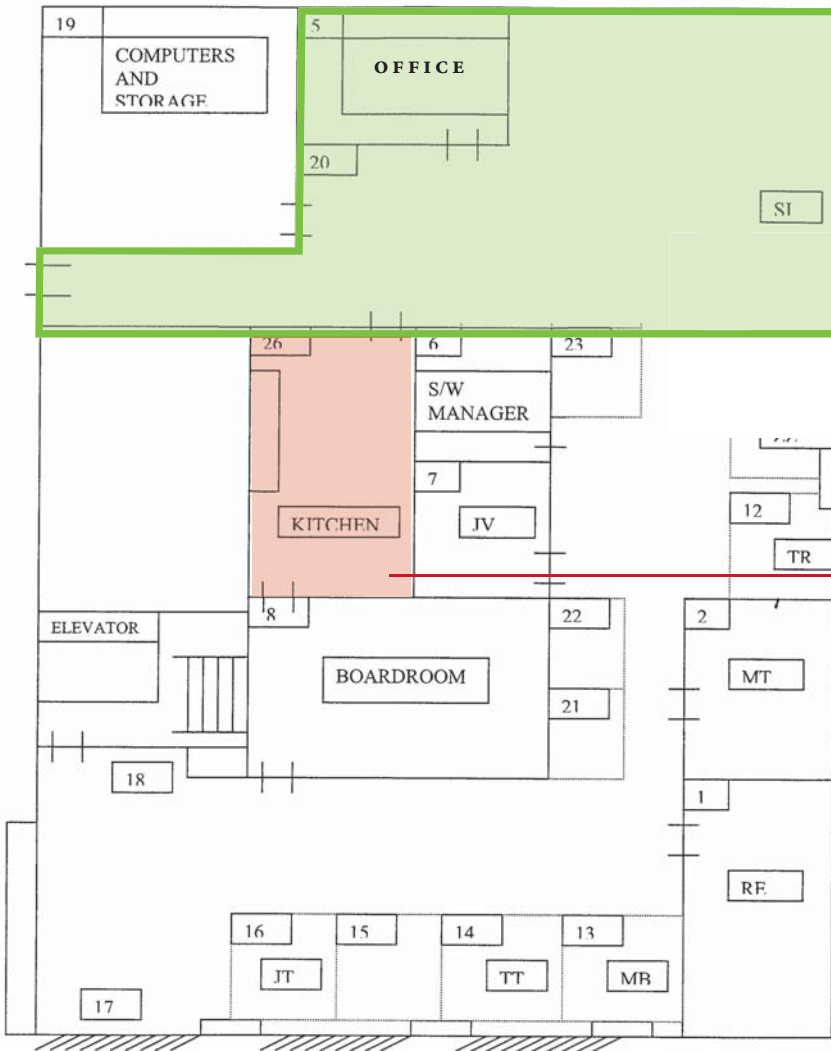 19
5
COMPUTERS
AND
STORAGE
OFFICE
20
SI
26
6
23
S/W
MANAGER
7
12
KITCHEN
JV
TR
8
22
2
ELEVATOR
BOARDROOM
MT
21
18
1
RE
16
15
14
13
JT
TT
MB
17